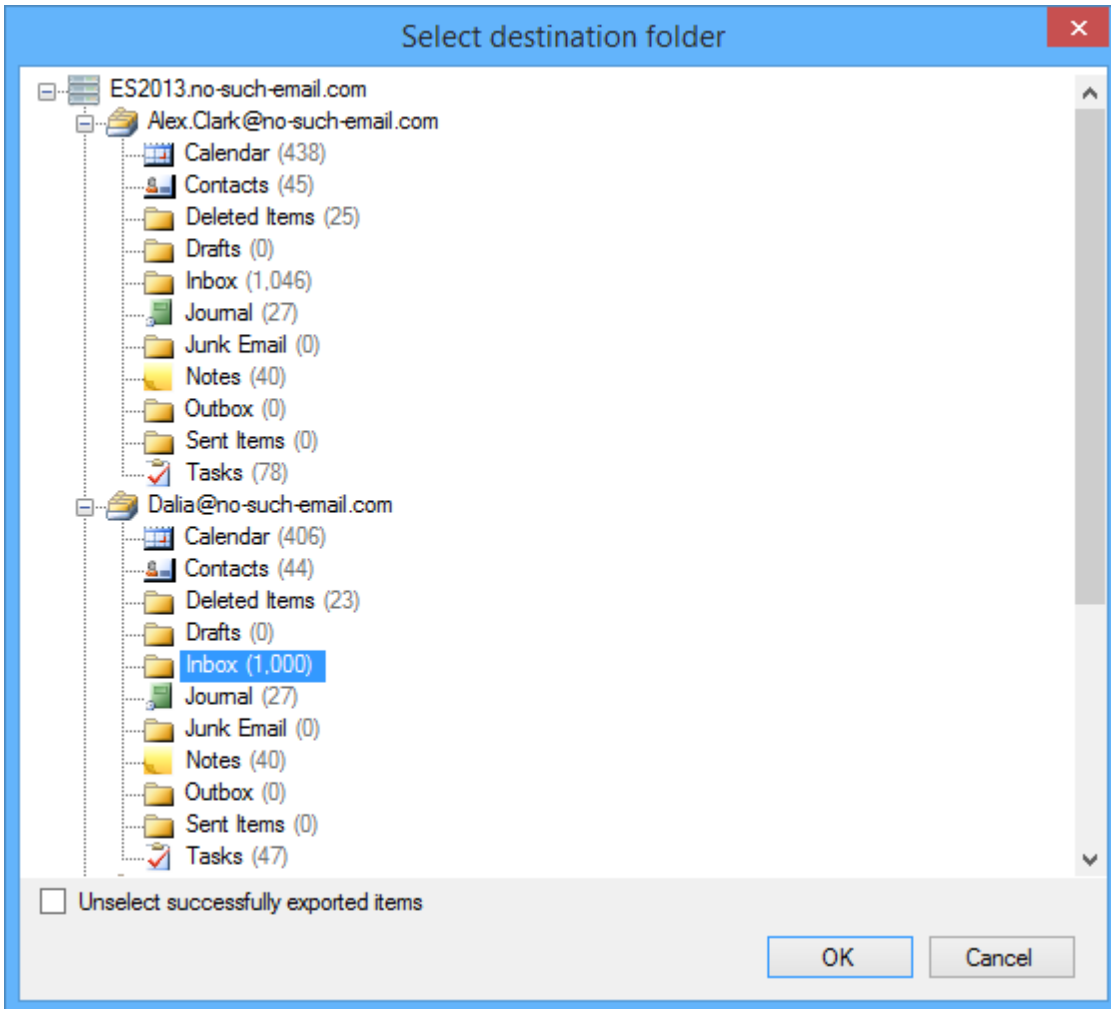 Select destination folder
ES2013.no-such-email.com
Alex.Clark@no-such-email.com
Calendar (438)
Contacts (45)
Deleted Items (25)
Drafts (0)
Inbox (1,046)
Journal (27)
Junk Email (0)
Notes (40)
Outbox (0)
Sent Items (0)
Tasks (78)
Dalia@no-such-email.com
Calendar (406)
Contacts (44)
Deleted Items (23)
Drafts (0)
Inbox (1,000)
Journal (27)
Junk Email (0)
Notes (40)
Outbox (0)
Sent Items (0)
Tasks (47)
Unselect successfully exported items
OK Cancel